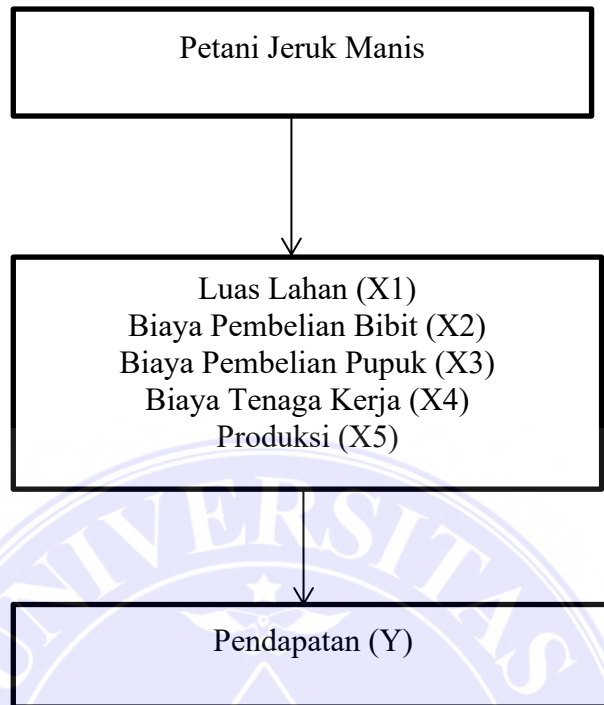 Petani Jeruk Manis
Luas Lahan (X1)
Biaya Pembelian Bibit (X2)
Biaya Pembelian Pupuk (X3)
Biaya Tenaga Kerja (X4)
Produksi (X5)
UNIVERSITAS
Pendapatan (Y)